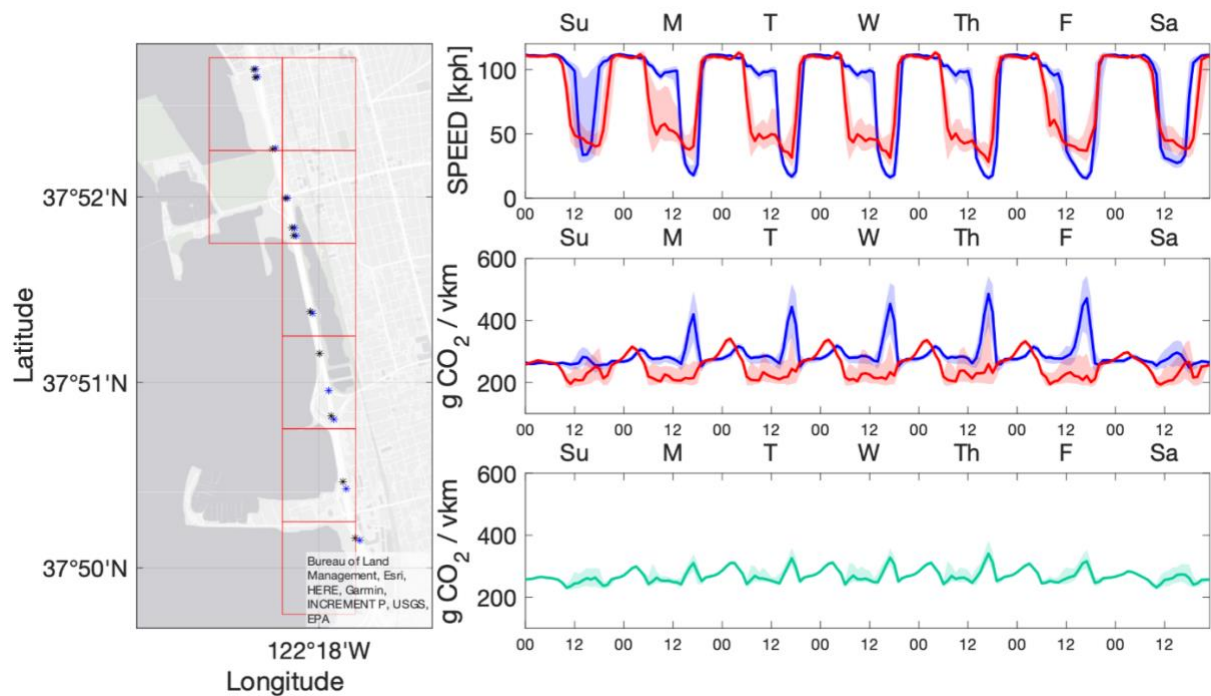 37°52'N
37°51'N
37°50'N
Latitude
Bureau of Land
Management, Esri,
HERE, Garmin,
INCREMENT P, USGS,
EPA
122°18'W
Longitude
Su M T W Th F Sa
SPEED [kph]
100
50
0
00 12 00 12 00 12 00 12 00 12 00 12 00 12
Su M T W Th F Sa
g CO₂ / vkm
600
400
200
00 12 00 12 00 12 00 12 00 12 00 12 00 12
Su M T W Th F Sa
g CO₂ / vkm
600
400
200
00 12 00 12 00 12 00 12 00 12 00 12 00 12